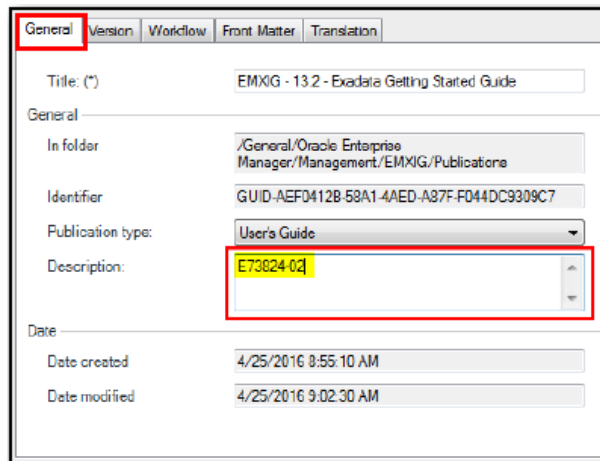 General Version Workflow Front Matter Translation
Title: (*) EMXIG - 13.2 - Exadata Getting Started Guide
General
In folder /General/Oracle Enterprise
Manager/Management/EMXIG/Publications
Identifier GUID-AEF0412B-58A1-4AED-A87F-F044DC9309C7
Publication type: User's Guide
Description: E73824-02
Date
Date created 4/25/2016 8:55:10 AM
Date modified 4/25/2016 9:02:30 AM